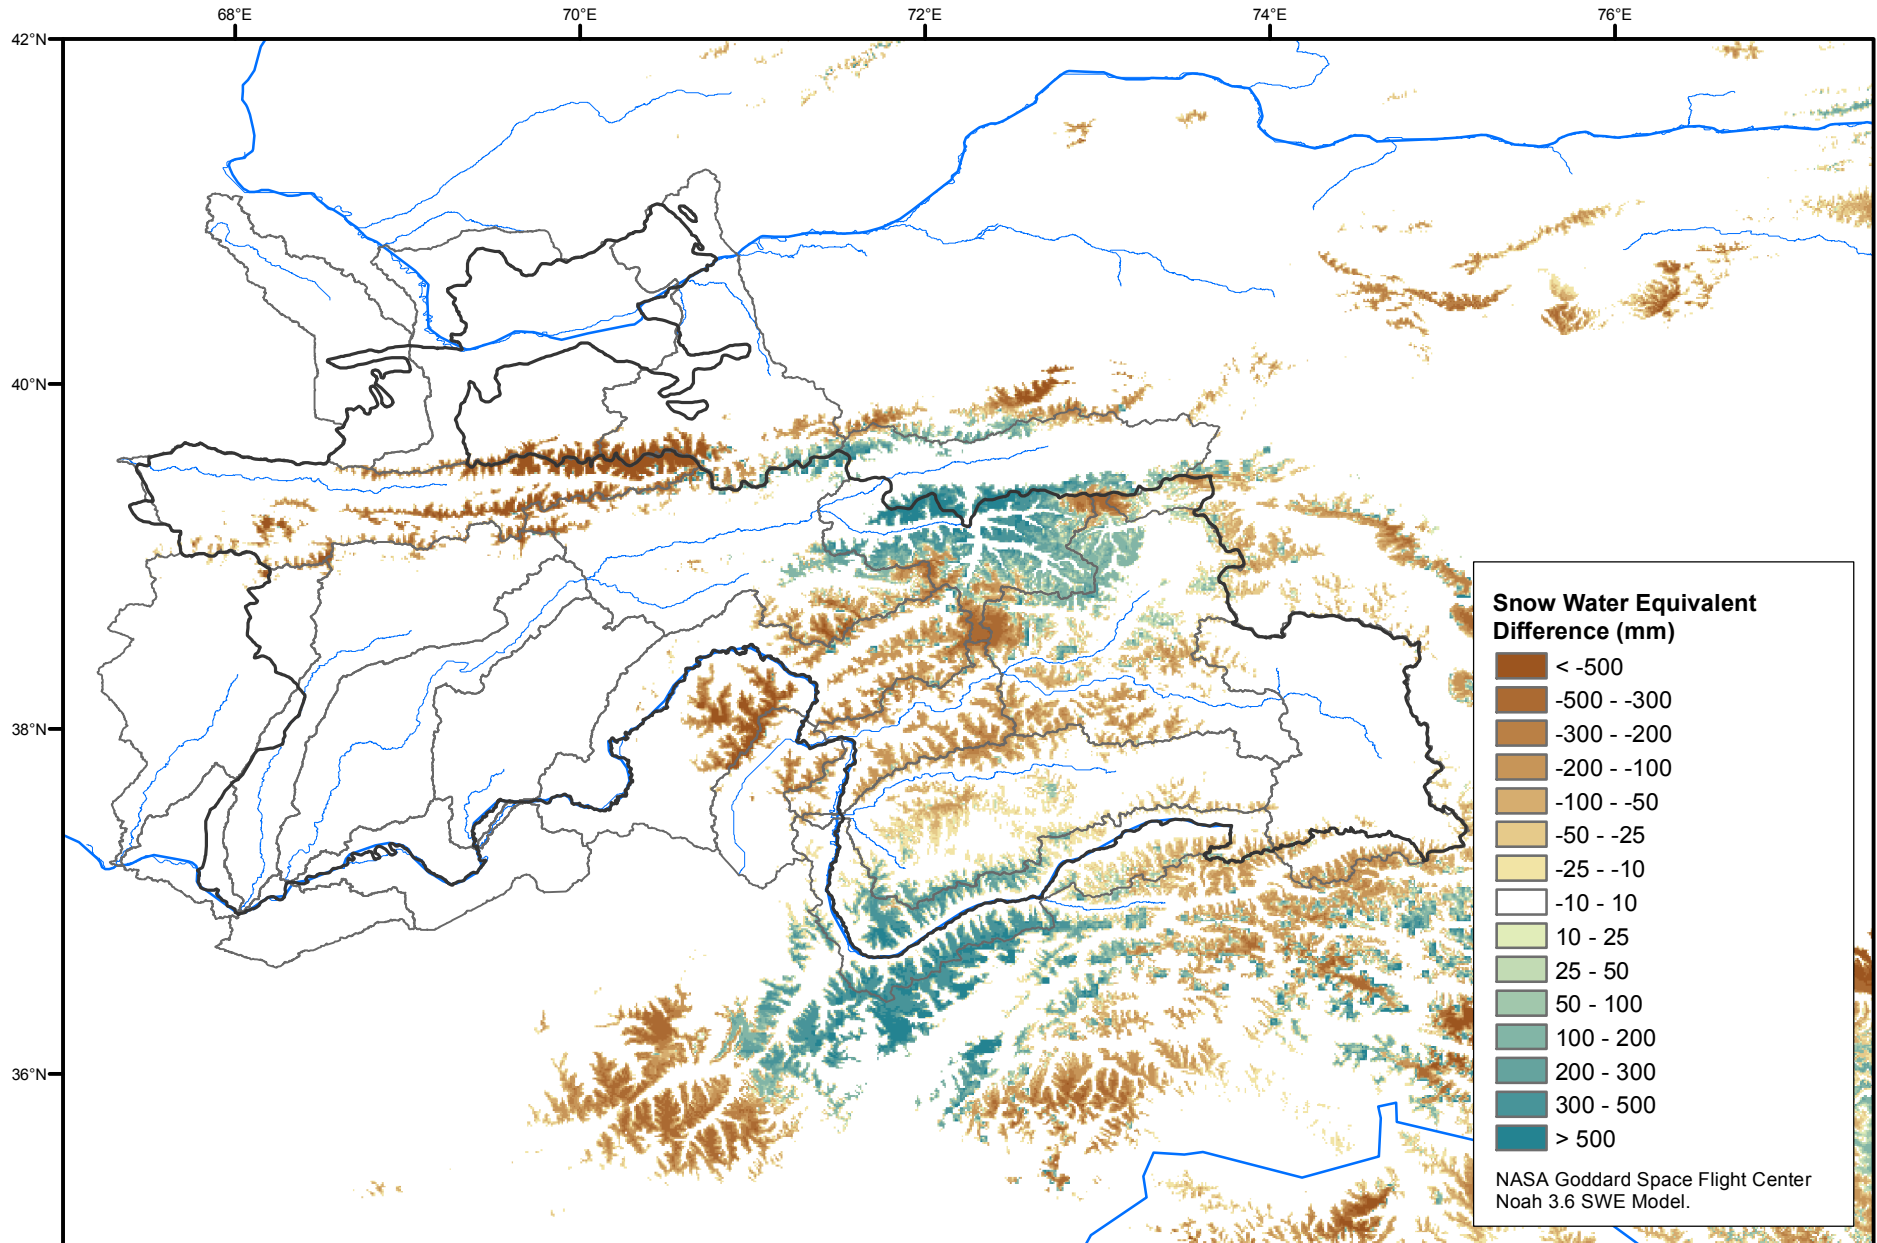 68°E 70°E 72°E 74°E 76°E
42°N
40°N
38°N
36°N
Snow Water Equivalent
Difference (mm)
< -500
-500 - -300
-300 - -200
-200 - -100
-100 - -50
-50 - -25
-25 - -10
-10 - 10
10 - 25
25 - 50
50 - 100
100 - 200
200 - 300
300 - 500
> 500
NASA Goddard Space Flight Center
Noah 3.6 SWE Model.